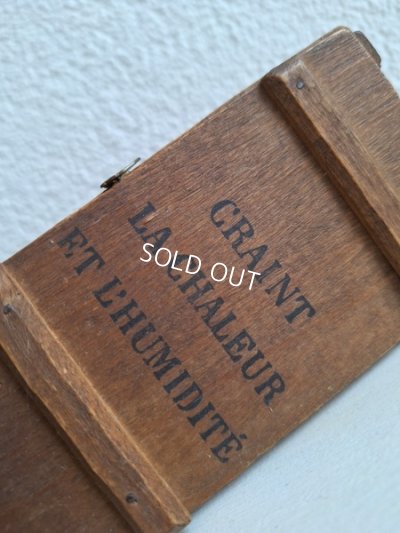 CRAINT
LA CHALEUR
ET L'HUMIDITÉ
SOLD OUT